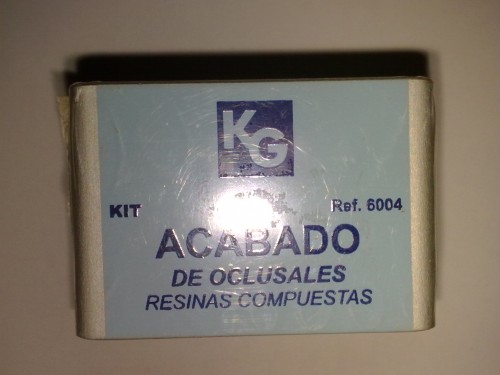 KG
KIT Ref. 6004
ACABADO
DE OCLUSALES
RESINAS COMPUESTAS